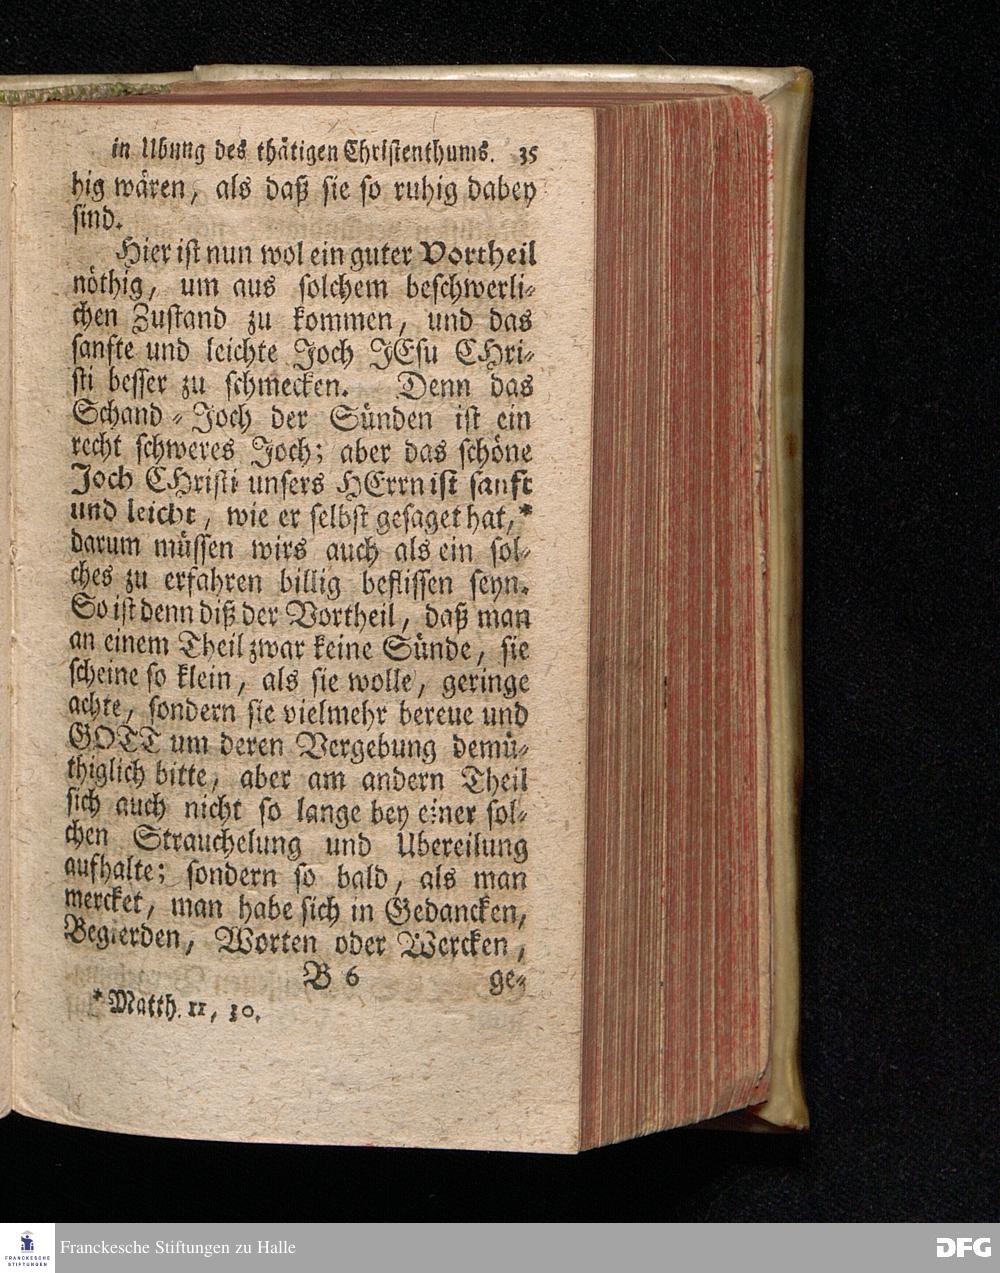 in Ubung des thätigen Christenthums. 35
hig wären, als daß sie so ruhig dabey
sind.
Hier ist nun wol ein guter Vortheil
nöthig, um aus solchem beschwerli-
chen Zustand zu kommen, und das
sanfte und leichte Joch JEsu CHri-
sti besser zu schmecken. Denn das
Schand-Joch der Sünden ist ein
recht schweres Joch; aber das schöne
Joch CHristi unsers HErrn ist sanft
und leicht, wie er selbst gesaget hat,*
darum müssen wirs auch als ein sol-
ches zu erfahren billig beflissen seyn.
So ist denn diß der Vortheil, daß man
an einem Theil zwar keine Sünde, sie
scheine so klein, als sie wolle, geringe
achte, sondern sie vielmehr bereue und
GOTT um deren Vergebung demü-
thiglich bitte, aber am andern Theil
sich auch nicht so lange bey einer sol-
chen Strauchelung und Ubereilung
aufhalte; sondern so bald, als man
mercket, man habe sich in Gedancken,
Begierden, Worten oder Wercken,
B 6 ge-
*Matth. 11, 30.
FRANCKESCHE
STIFTUNGEN
Franckesche Stiftungen zu Halle
DFG